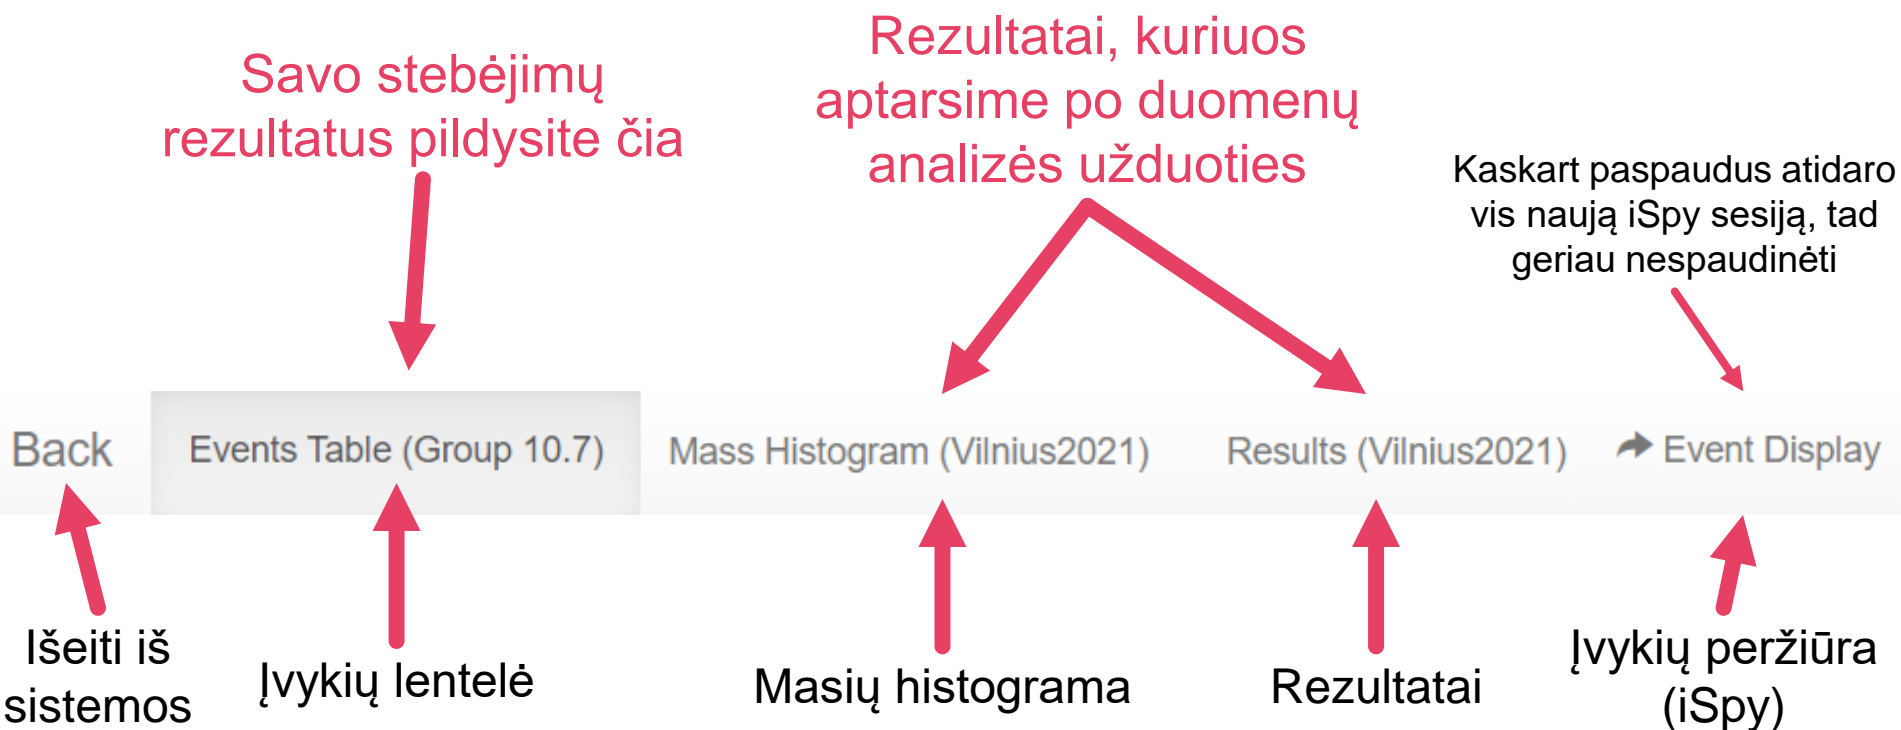 Savo stebėjimų
rezultatus pildysite čia
Rezultatai, kuriuos
aptarsime po duomenų
analizės užduoties
Kaskart paspaudus atidaro
vis naują iSpy sesiją, tad
geriau nespaudinėti
Back
Events Table (Group 10.7)
Mass Histogram (Vilnius2021)
Results (Vilnius2021)
Event Display
Išeiti iš
sistemos
Įvykių lentelė
Masių histograma
Rezultatai
Įvykių peržiūra
(iSpy)